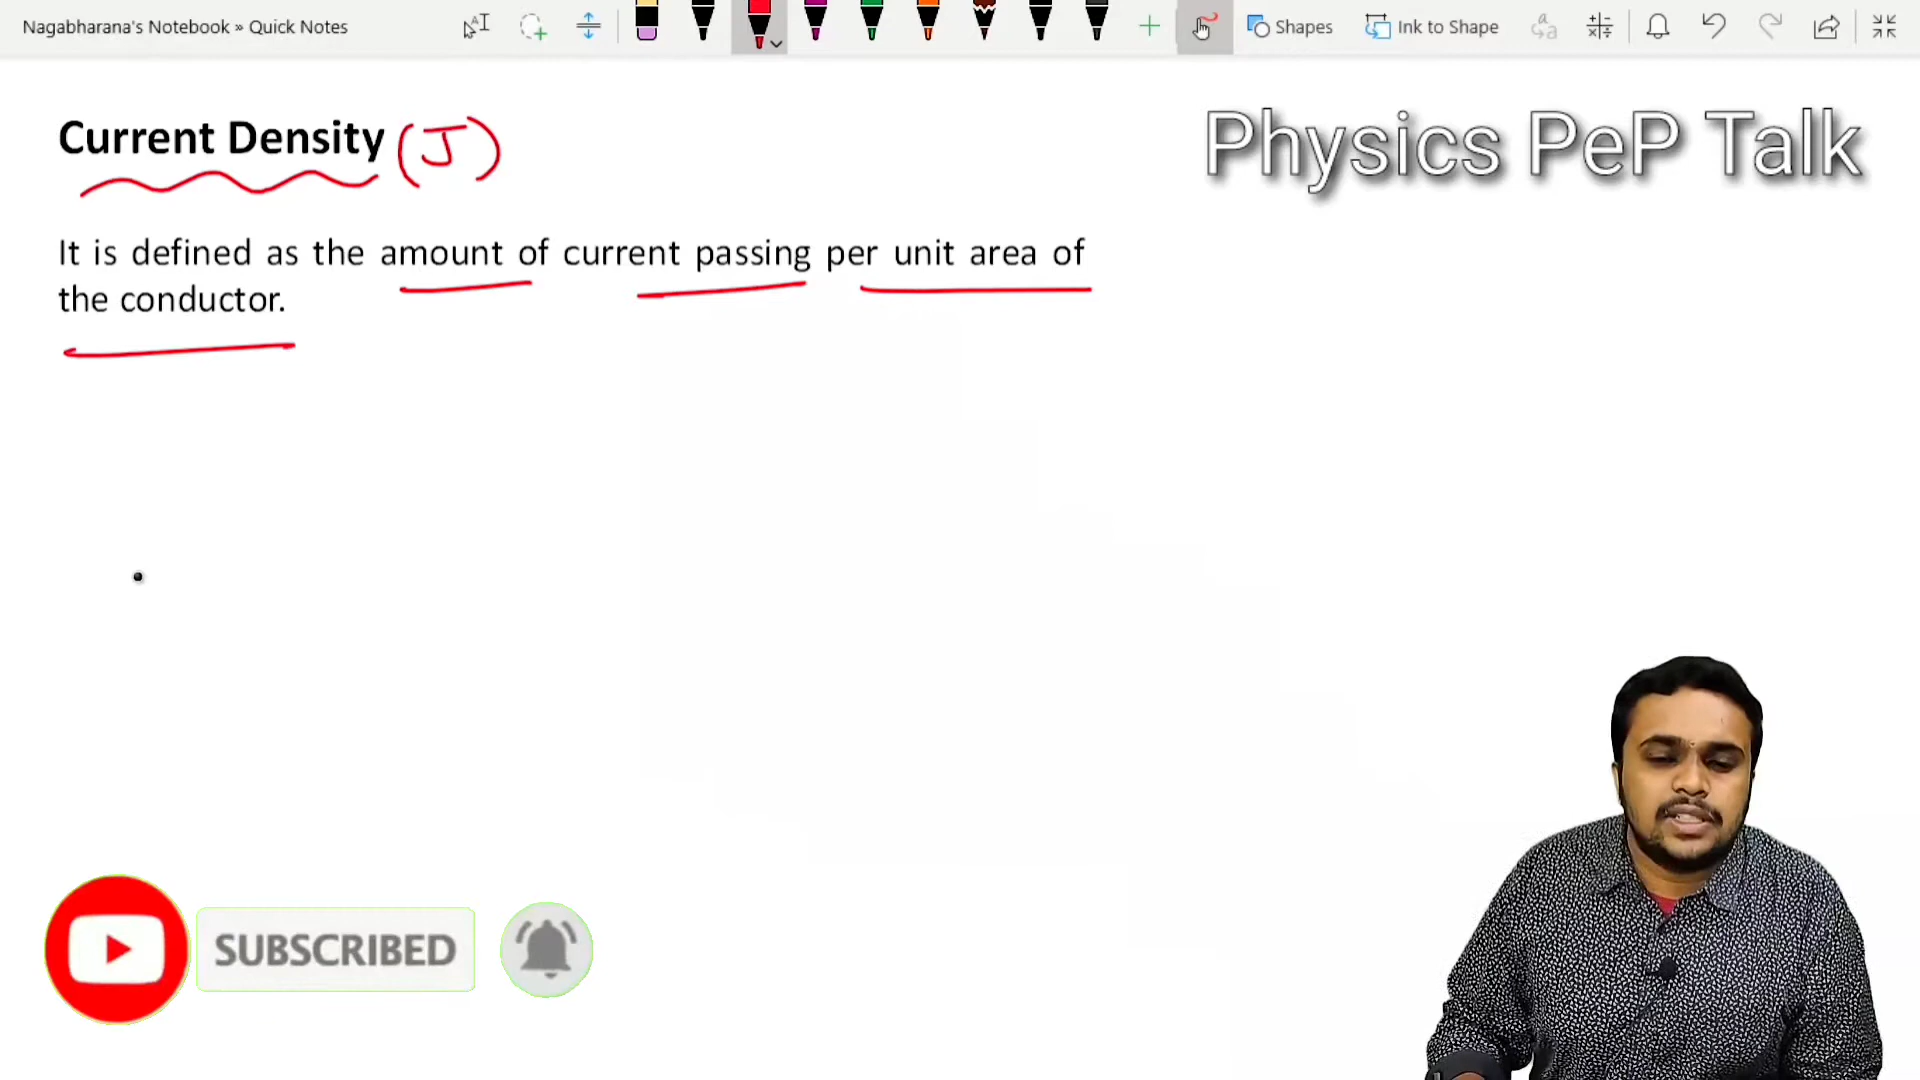 Nagabharana's Notebook » Quick Notes
Shapes
Ink to Shape
Current Density (J)
Physics PeP Talk
It is defined as the amount of current passing per unit area of
the conductor.
SUBSCRIBED